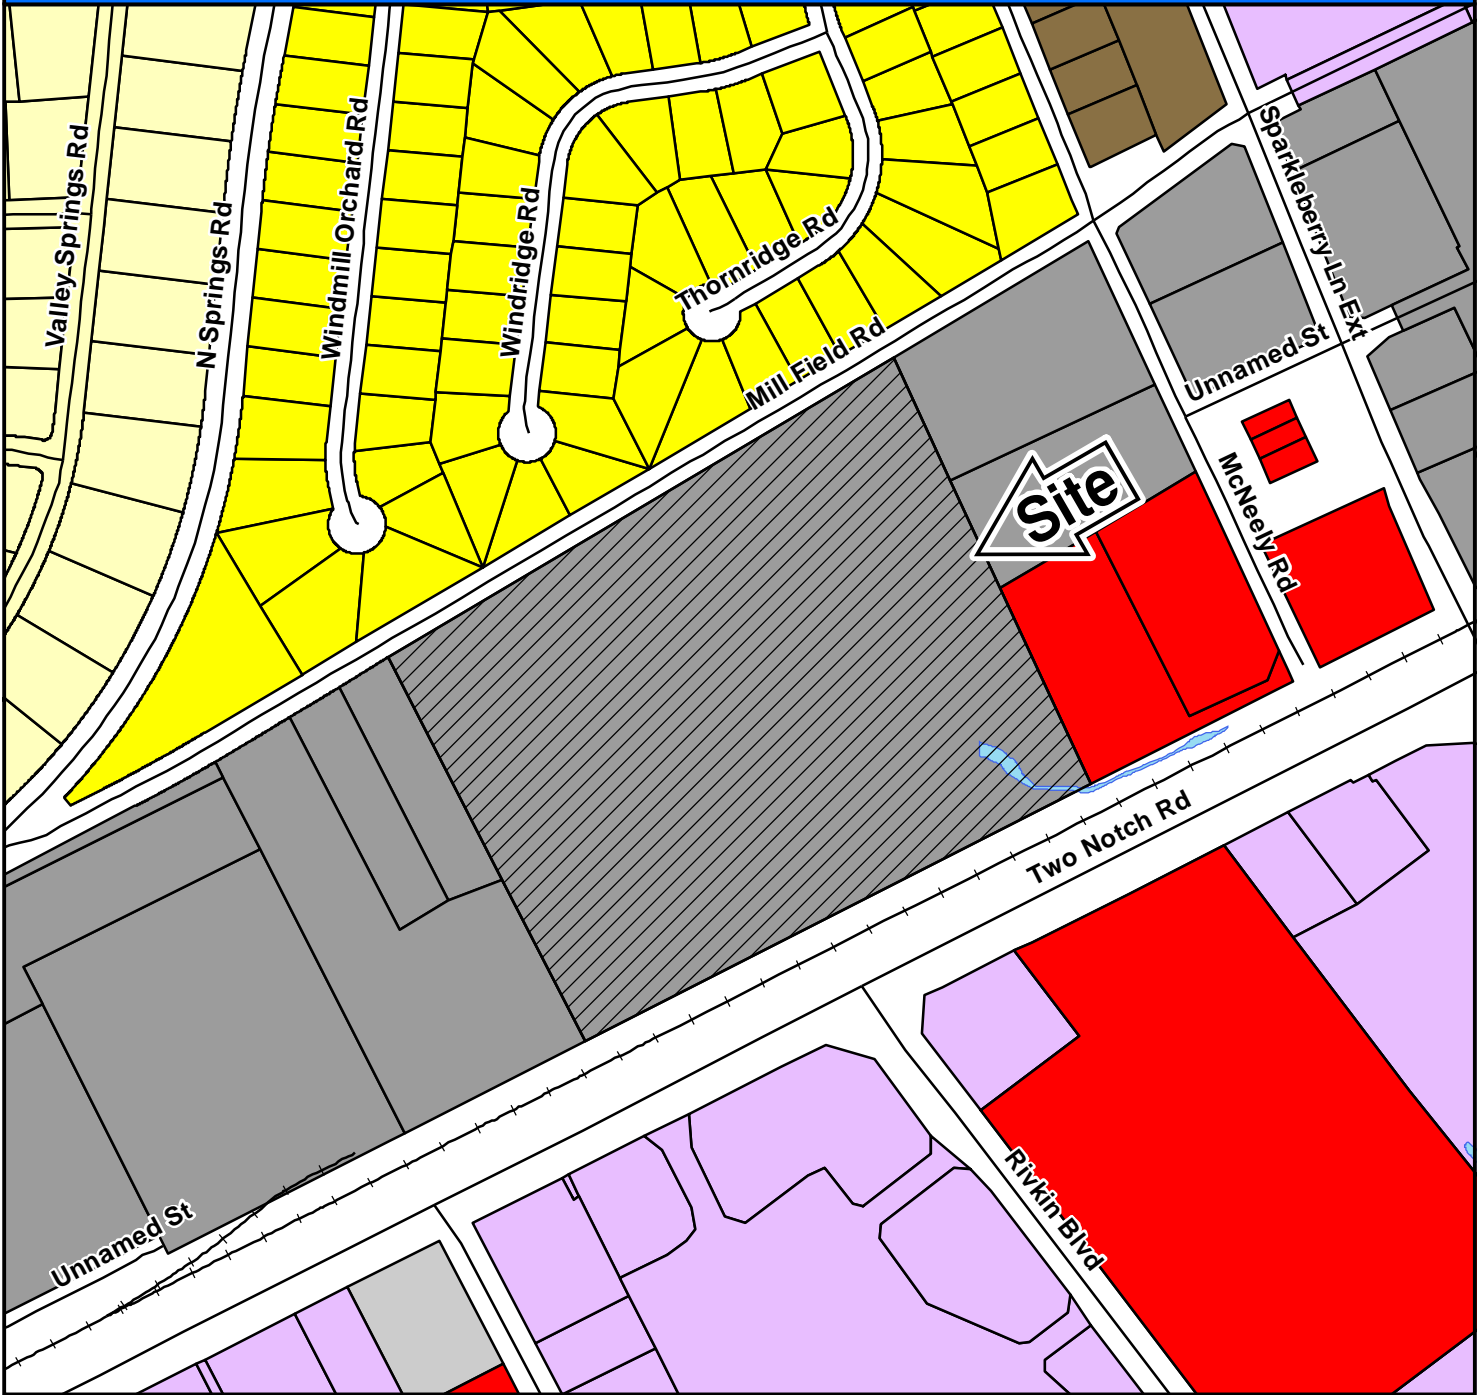 Valley Springs Rd
N Springs Rd
Windmill Orchard Rd
Windridge Rd
Thornridge Rd
Mill Field Rd
Sparkleberry Ln Ext
Unnamed St
Site
McNeely Rd
Two Notch Rd
Rivkin Blvd
Unnamed St